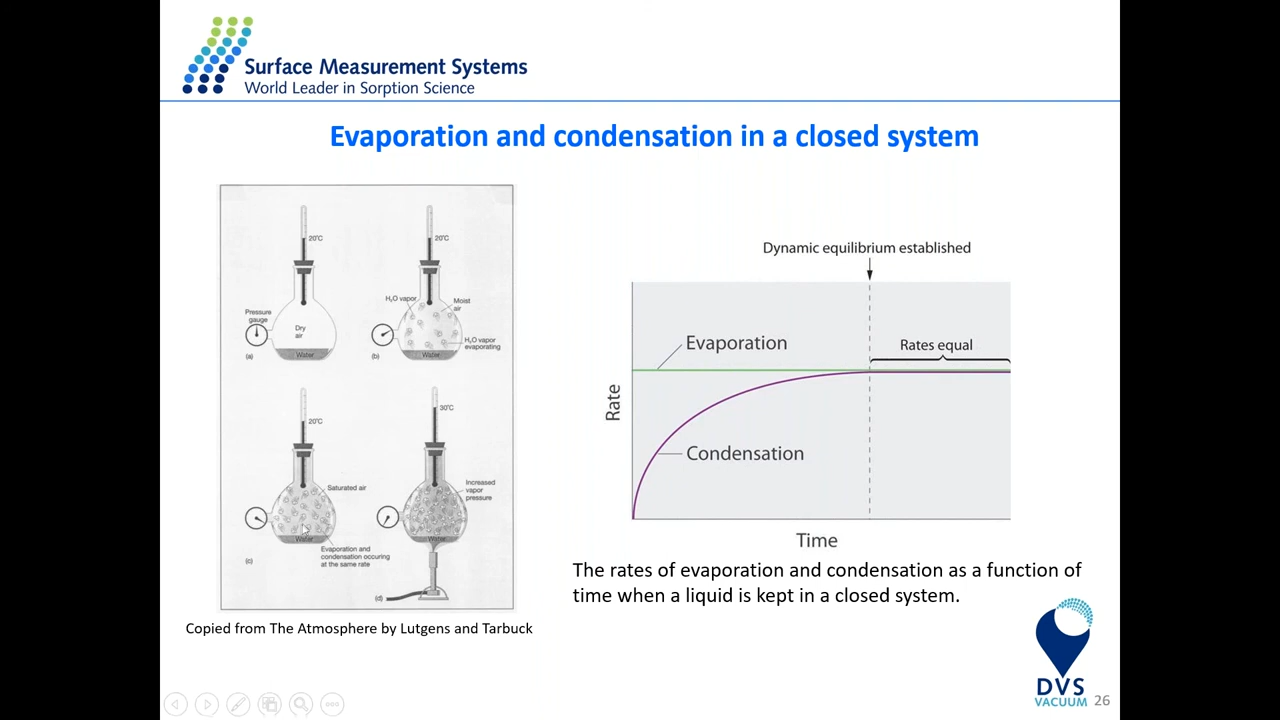 Surface Measurement Systems
World Leader in Sorption Science
Evaporation and condensation in a closed system
20°C
20°C
Pressure
gauge
Dry
air
Water
(a)
H₂O vapor
Moist
air
H₂O vapor
evaporating
Water
(b)
20°C
30°C
Saturated air
Water
Evaporation and
condensation occuring
at the same rate
(c)
Increased
vapor
pressure
Water
(d)
Copied from The Atmosphere by Lutgens and Tarbuck
Dynamic equilibrium established
Evaporation
Rates equal
Rate
Condensation
Time
The rates of evaporation and condensation as a function of
time when a liquid is kept in a closed system.
DVS
VACUUM
26